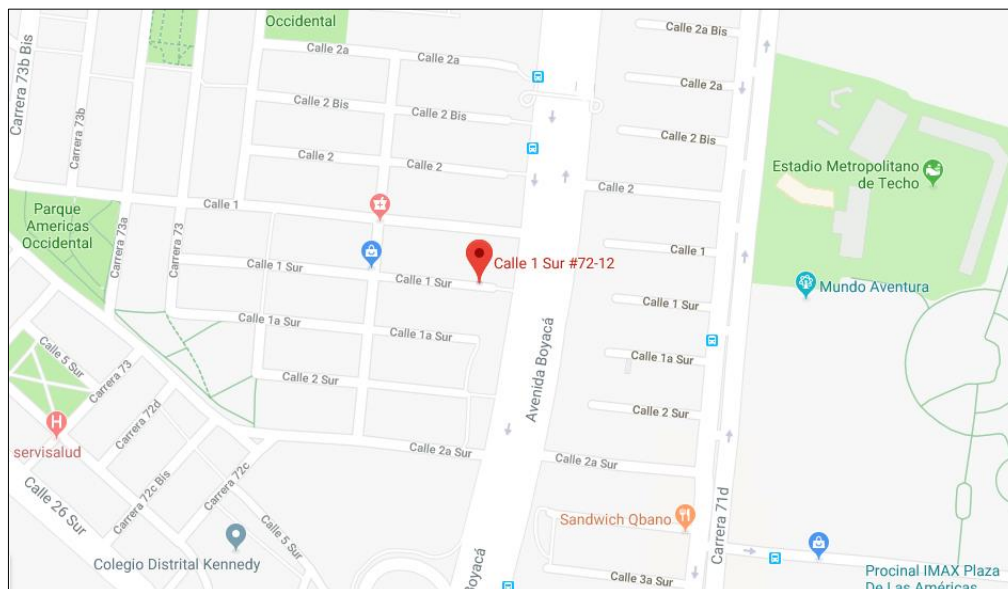 Occidental
Calle 2a Bis
Calle 2a
Calle 2a
Carrera 73b Bis
Carrera 73b
Calle 2 Bis
Calle 2 Bis
Calle 2 Bis
Calle 2
Calle 2
Calle 2
Estadio Metropolitano
de Techo
Calle 1
Parque
Americas
Occidental
Carrera 73a
Carrera 73
Calle 1
Calle 1 Sur
Calle 1 Sur
Calle 1 Sur #72-12
Mundo Aventura
Calle 1 Sur
Calle 1a Sur
Calle 1a Sur
Calle 1a Sur
Avenida Boyacá
Calle 5 Sur
Carrera 73
Calle 2 Sur
Calle 2 Sur
Carrera 72d
H
servisalud
Calle 2a Sur
Calle 2a Sur
Carrera 72c Bis
Carrera 72c
Calle 26 Sur
Calle 5 Sur
Sandwich Qbano
Carrera 71d
Colegio Distrital Kennedy
Boyacá
Calle 3a Sur
Procinal IMAX Plaza
De Las Américas